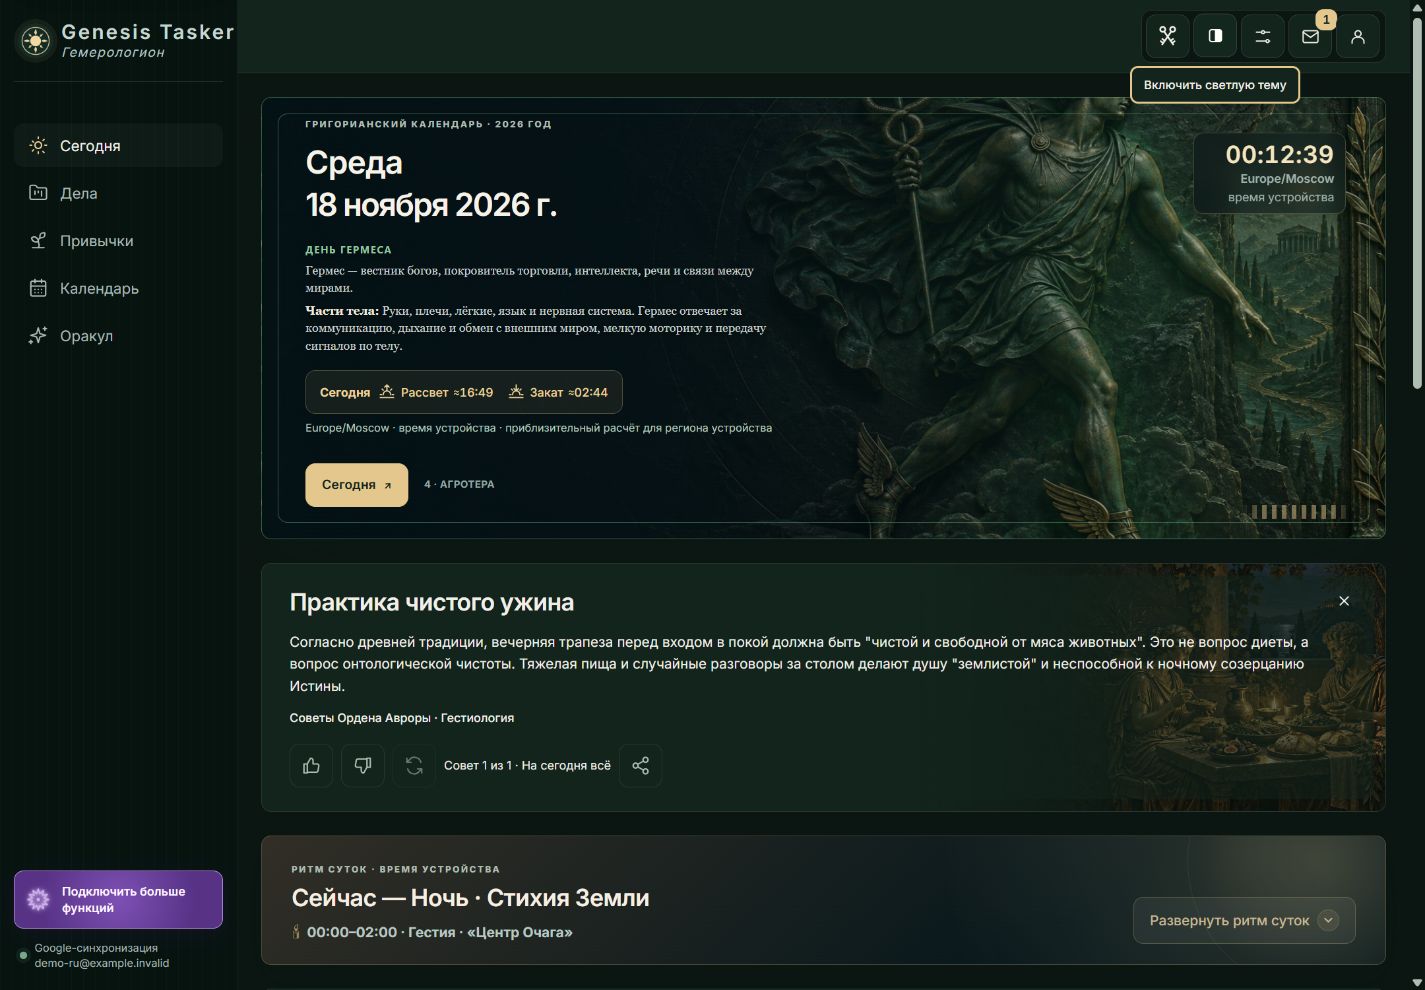 Genesis Tasker
Гемерологион
1
Включить светлую тему
Сегодня
Дела
Привычки
Календарь
Оракул
ГРИГОРИАНСКИЙ КАЛЕНДАРЬ · 2026 ГОД
Среда
18 ноября 2026 г.
00:12:39
Europe/Moscow
время устройства
ДЕНЬ ГЕРМЕСА
Гермес — вестник богов, покровитель торговли, интеллекта, речи и связи между
мирами.
Части тела: Руки, плечи, лёгкие, язык и нервная система. Гермес отвечает за
коммуникацию, дыхание и обмен с внешним миром, мелкую моторику и передачу
сигналов по телу.
Сегодня Рассвет ≈16:49 Закат ≈02:44
Europe/Moscow · время устройства · приблизительный расчёт для региона устройства
Сегодня ↗ 4 · АГРОТЕРА
Практика чистого ужина
Согласно древней традиции, вечерняя трапеза перед входом в покой должна быть "чистой и свободной от мяса животных". Это не вопрос диеты, а
вопрос онтологической чистоты. Тяжелая пища и случайные разговоры за столом делают душу "землистой" и неспособной к ночному созерцанию
Истины.
Советы Ордена Авроры · Гестиология
Совет 1 из 1 · На сегодня всё
РИТМ СУТОК · ВРЕМЯ УСТРОЙСТВА
Сейчас — Ночь · Стихия Земли
00:00–02:00 · Гестия · «Центр Очага»
Развернуть ритм суток
Подключить больше
функций
Google-синхронизация
demo-ru@example.invalid